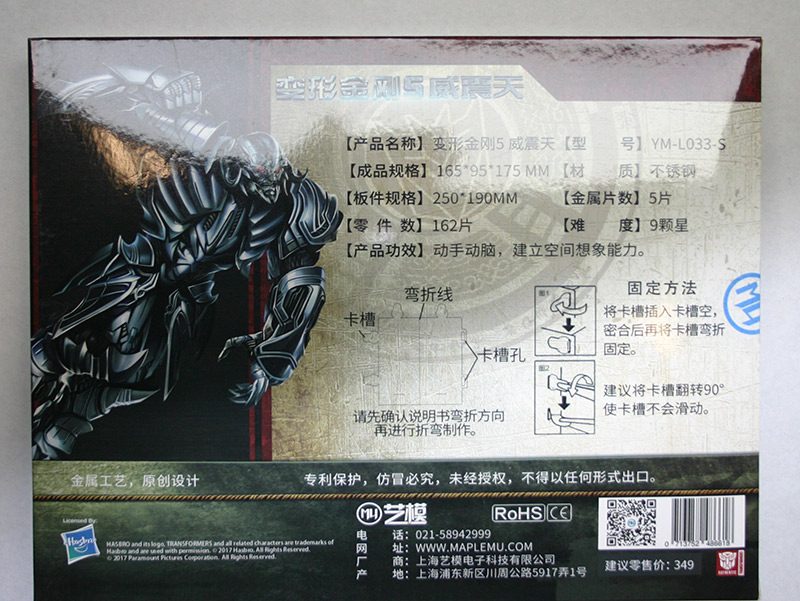 变形金刚5 威震天
【产品名称】变形金刚5 威震天 【型 号】YM-L033-S
【成品规格】165*95*175 MM 【材 质】不锈钢
【板件规格】250*190MM 【金属片数】5片
【零 件 数】162片 【难 度】9颗星
【产品功效】动手动脑，建立空间想象能力。
弯折线
卡槽
卡槽孔
请先确认说明书弯折方向
再进行折弯制作。
固定方法
图1
将卡槽插入卡槽空，
密合后再将卡槽弯折
固定。
图2
建议将卡槽翻转90°
使卡槽不会滑动。
金属工艺，原创设计
专利保护，仿冒必究，未经授权，不得以任何形式出口。
Licensed By:
Hasbro
HASBRO and its logo, TRANSFORMERS and all related characters are trademarks of
Hasbro and are used with permission. © 2017 Hasbro. All Rights Reserved.
© 2017 Paramount Pictures Corporation. All Rights Reserved.
艺模
RoHS CE
电 话：021-58942999
网 址：WWW.MAPLEMU.COM
厂 商：上海艺模电子科技有限公司
产 地：上海浦东新区川周公路5917弄1号
建议零售价：349